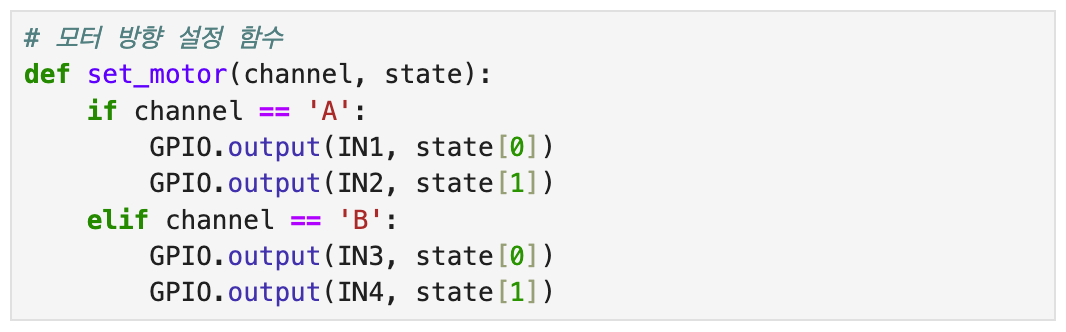 # 모터 방향 설정 함수
def set_motor(channel, state):
    if channel == 'A':
        GPIO.output(IN1, state[0])
        GPIO.output(IN2, state[1])
    elif channel == 'B':
        GPIO.output(IN3, state[0])
        GPIO.output(IN4, state[1])